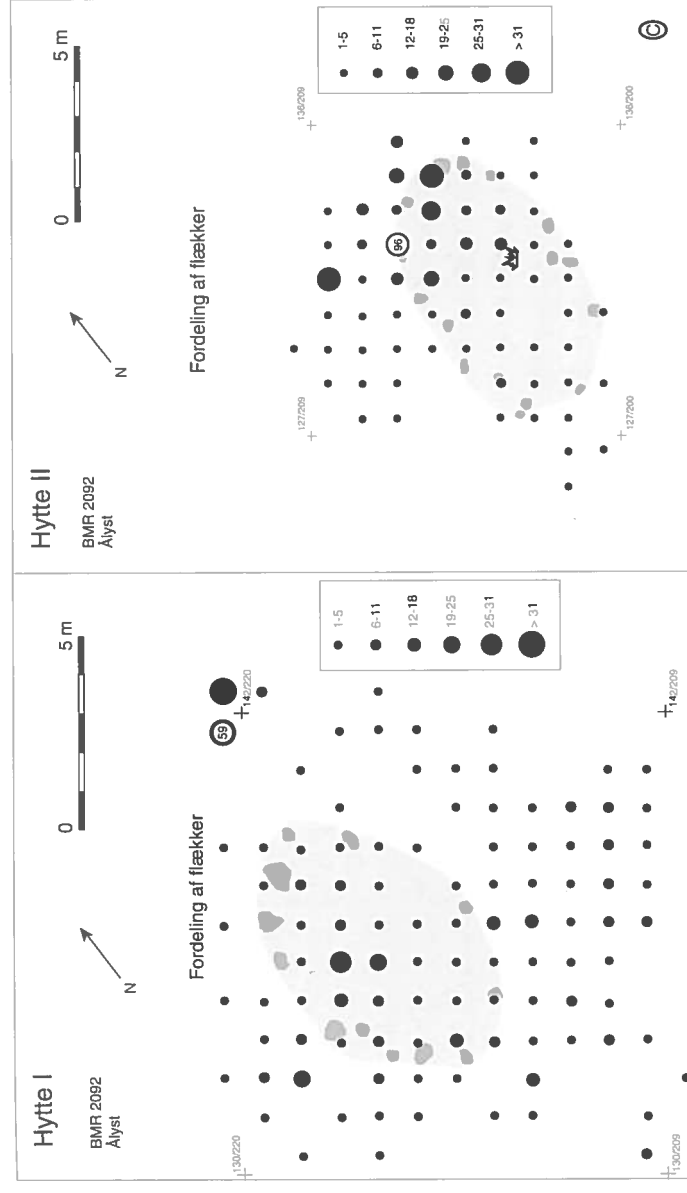 Hytte I
BMR 2092
Ålyst
N
0
5 m
Fordeling af flækker
1-5
6-11
12-18
19-25
25-31
> 31
59
130/220
142/220
130/209
142/209
Hytte II
BMR 2092
Ålyst
N
0
5 m
Fordeling af flækker
1-5
6-11
12-18
19-25
25-31
> 31
96
127/209
136/209
127/200
136/200
©